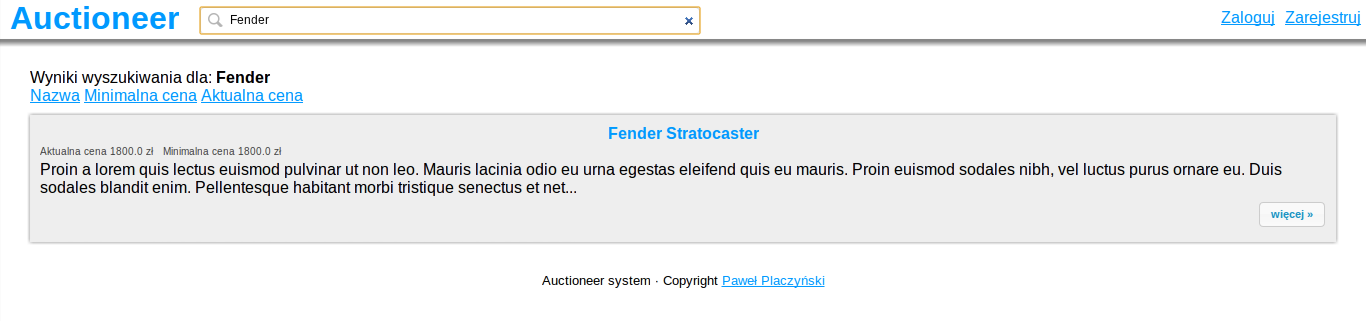 Auctioneer
Fender
Zaloguj Zarejestruj
Wyniki wyszukiwania dla: Fender
Nazwa Minimalna cena Aktualna cena
Fender Stratocaster
Aktualna cena 1800.0 zł Minimalna cena 1800.0 zł
Proin a lorem quis lectus euismod pulvinar ut non leo. Mauris lacinia odio eu urna egestas eleifend quis eu mauris. Proin euismod sodales nibh, vel luctus purus ornare eu. Duis
sodales blandit enim. Pellentesque habitant morbi tristique senectus et net...
więcej »
Auctioneer system · Copyright Paweł Placzyński